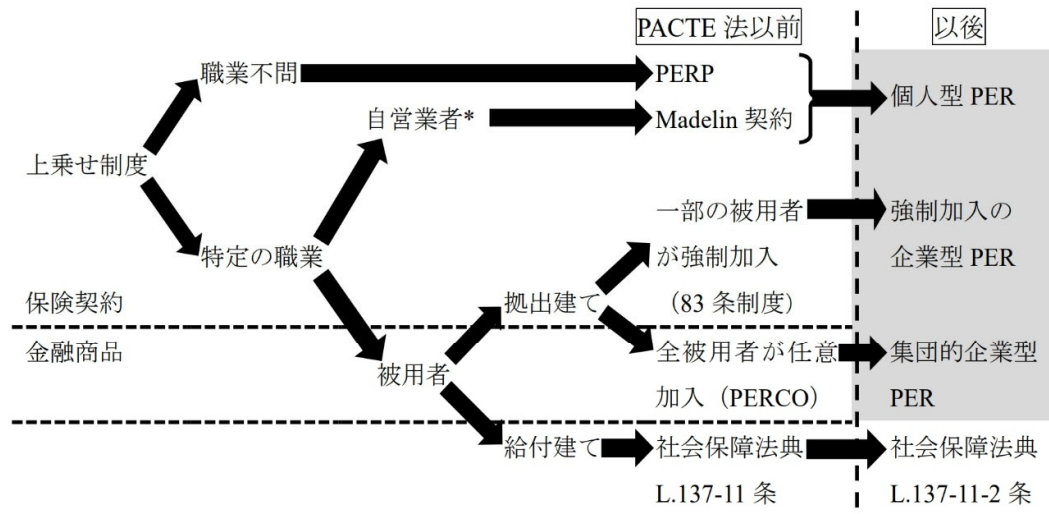 PACTE 法以前
以後
職業不問
PERP
自営業者*
Madelin 契約
個人型 PER
上乗せ制度
一部の被用者
が強制加入
（83 条制度）
強制加入の
企業型 PER
特定の職業
保険契約
拠出建て
金融商品
被用者
全被用者が任意
加入（PERCO）
集団的企業型
PER
給付建て
社会保障法典
L.137-11 条
社会保障法典
L.137-11-2 条